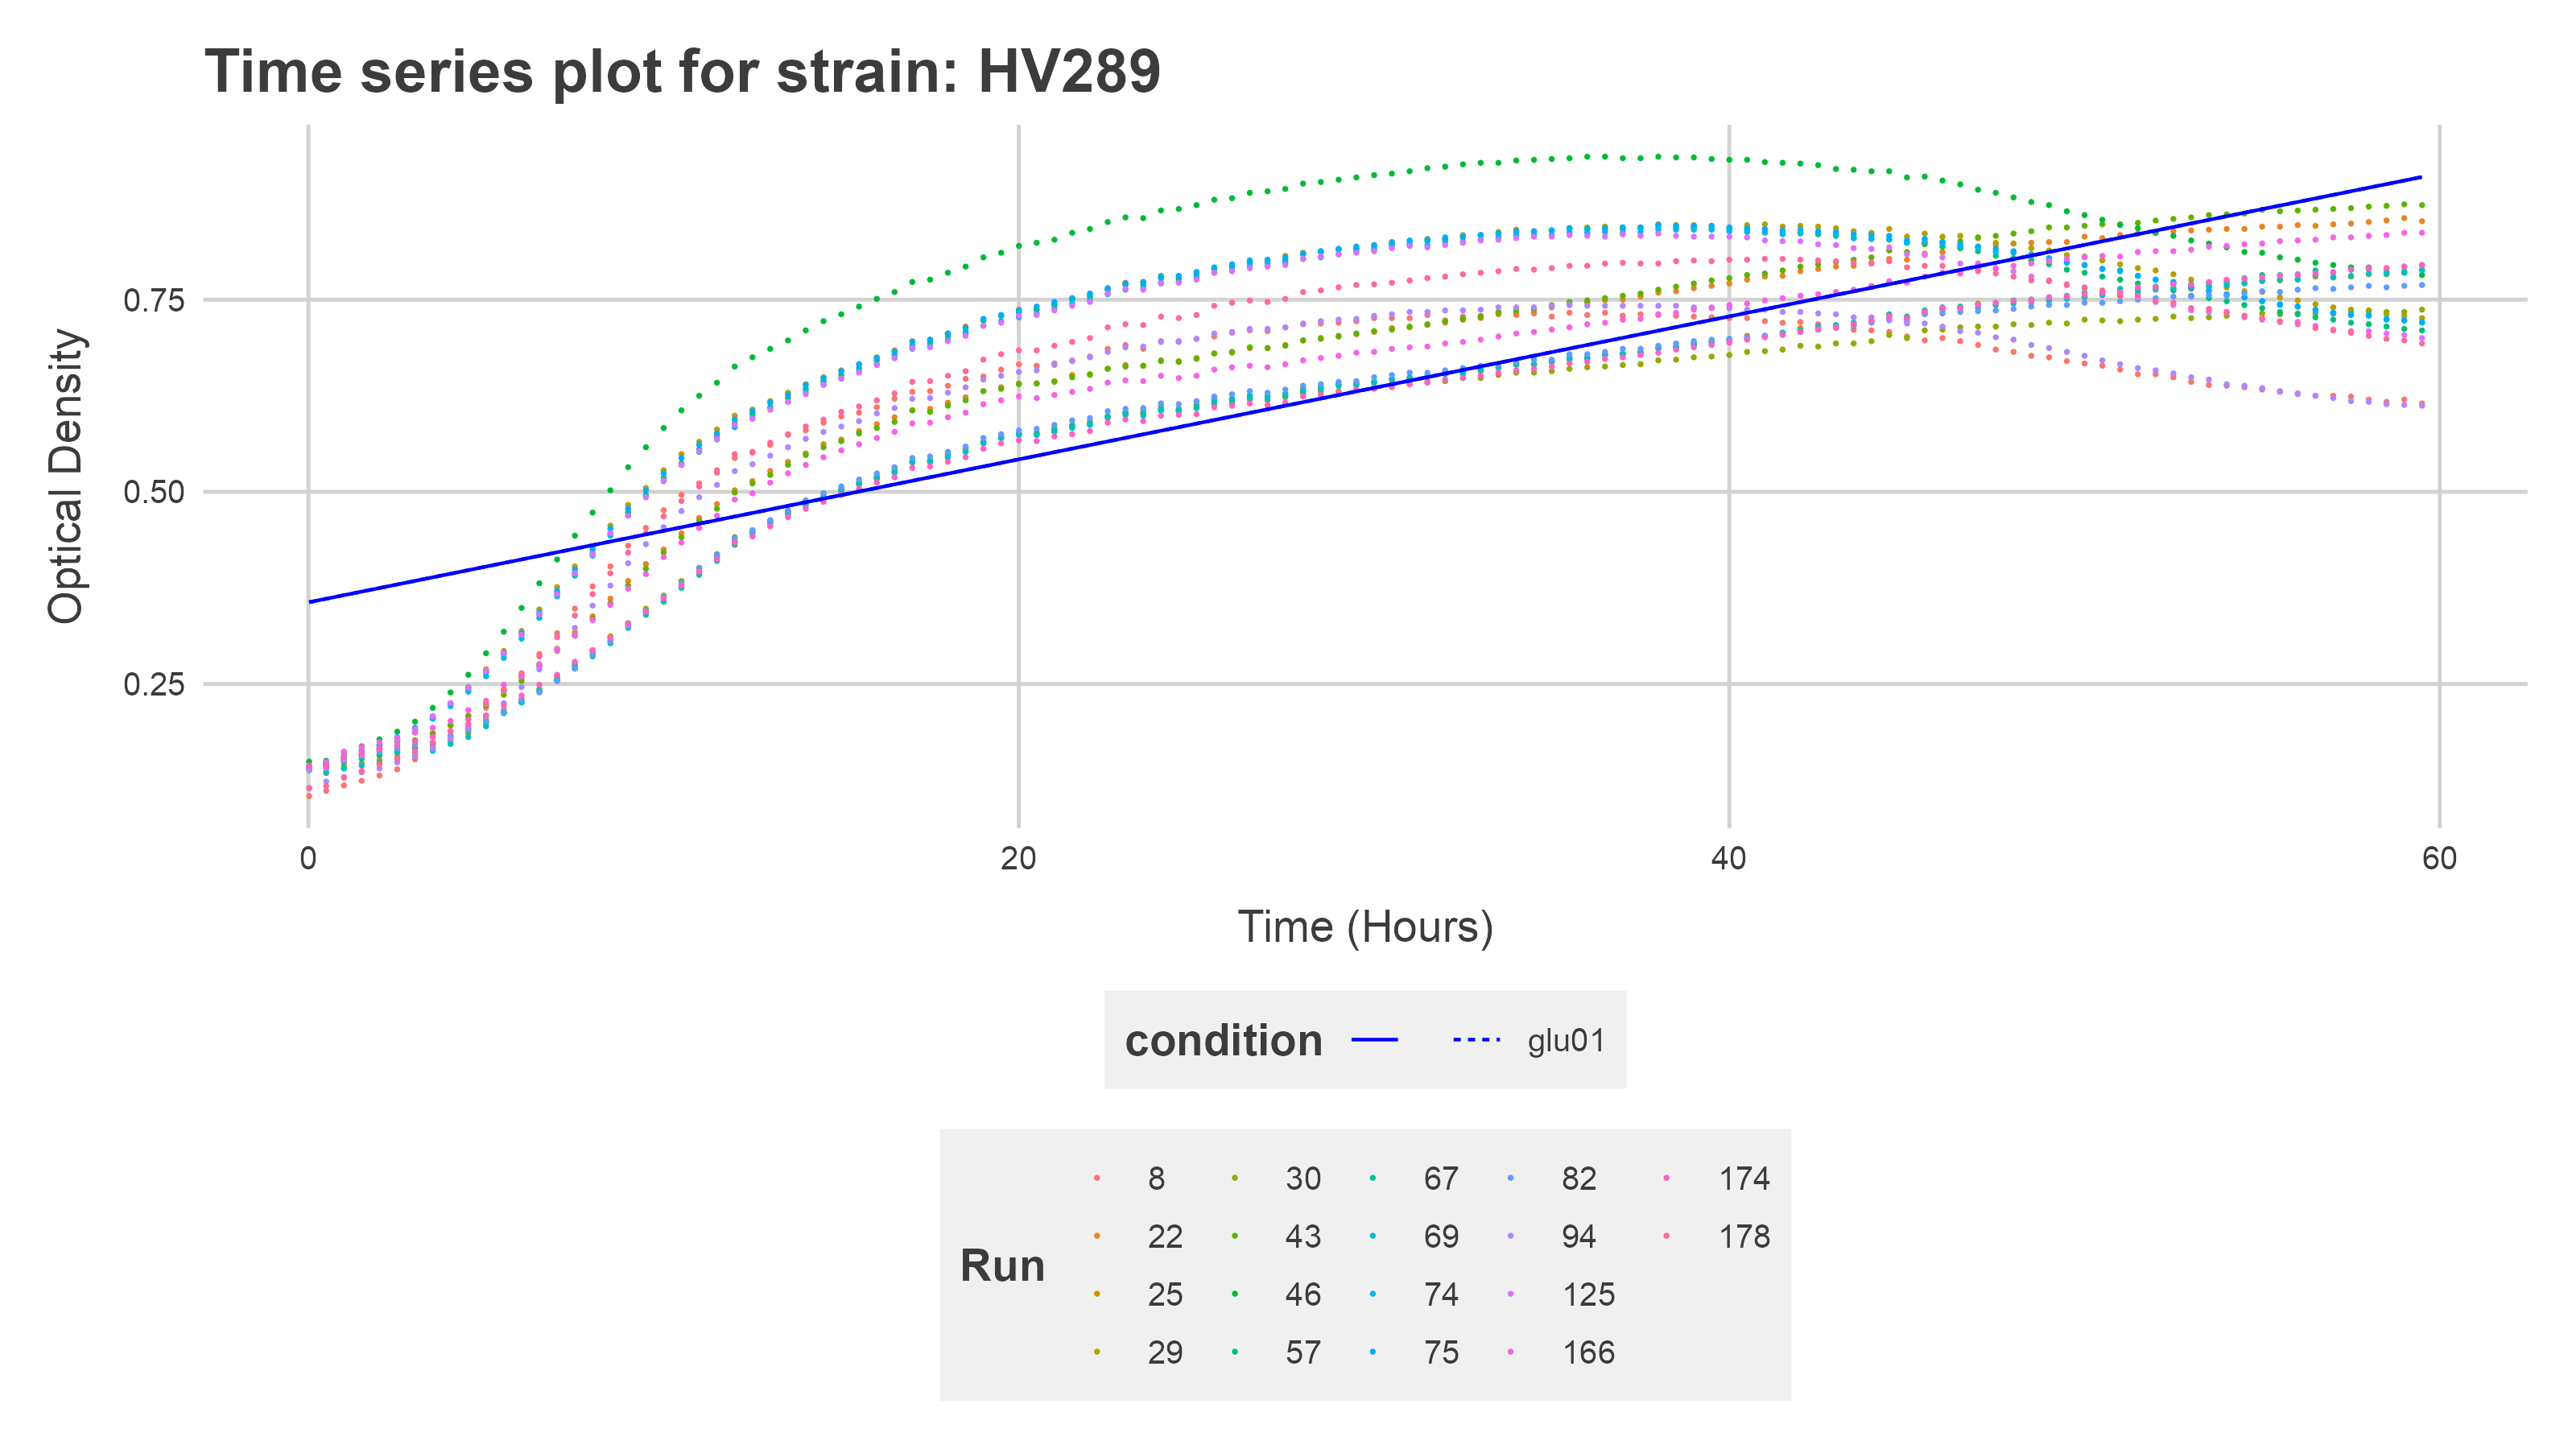 Time series plot for strain: HV289
Optical Density
0.75
0.50
0.25
0 20 40 60
Time (Hours)
condition glu01
Run
8 30 67 82 174
22 43 69 94 178
25 46 74 125
29 57 75 166